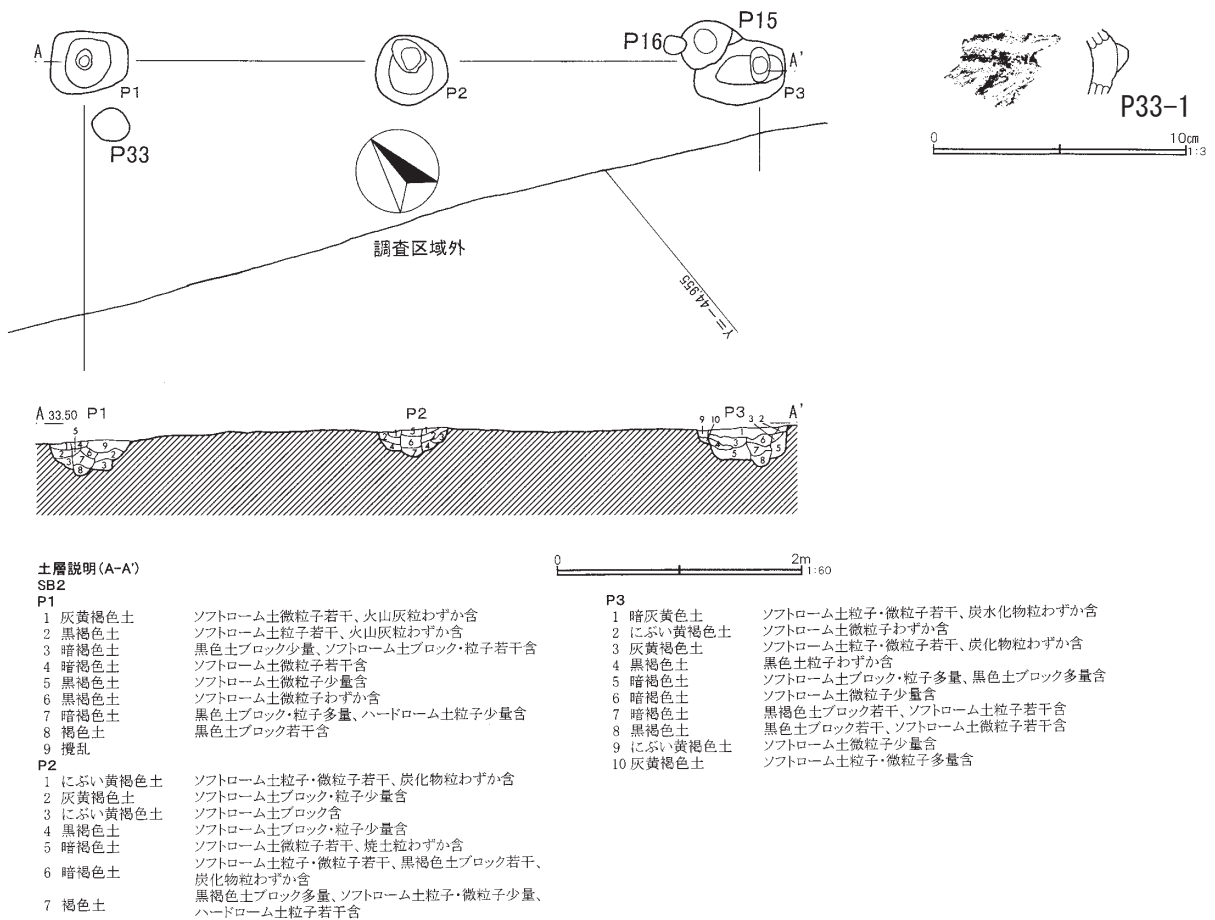 A
P1
P33
P2
P16
P15
A'
P3
調査区域外
Y=-44,955
P33-1
0 10cm
1:3
A 33.50 P1
P2
P3
A'
5
1 4 9
2 6
7
3 3
8
1 5 2
6 3
4 4
7
9 10 3 2
1 2
4 3 6
5 7 5
8
0 2m
1:60
土層説明(A-A')
SB2
P1
1 灰黄褐色土 ソフトローム土微粒子若干、火山灰粒わずか含
2 黒褐色土 ソフトローム土粒子若干、火山灰粒わずか含
3 暗褐色土 黒色土ブロック少量、ソフトローム土ブロック・粒子若干含
4 暗褐色土 ソフトローム土微粒子若干含
5 黒褐色土 ソフトローム土微粒子少量含
6 黒褐色土 ソフトローム土微粒子わずか含
7 暗褐色土 黒色土ブロック・粒子多量、ハードローム土粒子少量含
8 褐色土 黒色土ブロック若干含
9 攪乱
P2
1 にぶい黄褐色土 ソフトローム土粒子・微粒子若干、炭化物粒わずか含
2 灰黄褐色土 ソフトローム土ブロック・粒子少量含
3 にぶい黄褐色土 ソフトローム土ブロック含
4 黒褐色土 ソフトローム土ブロック・粒子少量含
5 暗褐色土 ソフトローム土微粒子若干、焼土粒わずか含
6 暗褐色土 ソフトローム土粒子・微粒子若干、黒褐色土ブロック若干、
炭化物粒わずか含
7 褐色土 黒褐色土ブロック多量、ソフトローム土粒子・微粒子少量、
ハードローム土粒子若干含
P3
1 暗灰黄色土 ソフトローム土粒子・微粒子若干、炭水化物粒わずか含
2 にぶい黄褐色土 ソフトローム土微粒子わずか含
3 灰黄褐色土 ソフトローム土粒子・微粒子若干、炭化物粒わずか含
4 黒褐色土 黒色土粒子わずか含
5 暗褐色土 ソフトローム土ブロック・粒子多量、黒色土ブロック多量含
6 暗褐色土 ソフトローム土微粒子少量含
7 暗褐色土 黒褐色土ブロック若干、ソフトローム土粒子若干含
8 黒褐色土 黒色土ブロック若干、ソフトローム土微粒子若干含
9 にぶい黄褐色土 ソフトローム土微粒子少量含
10 灰黄褐色土 ソフトローム土粒子・微粒子多量含